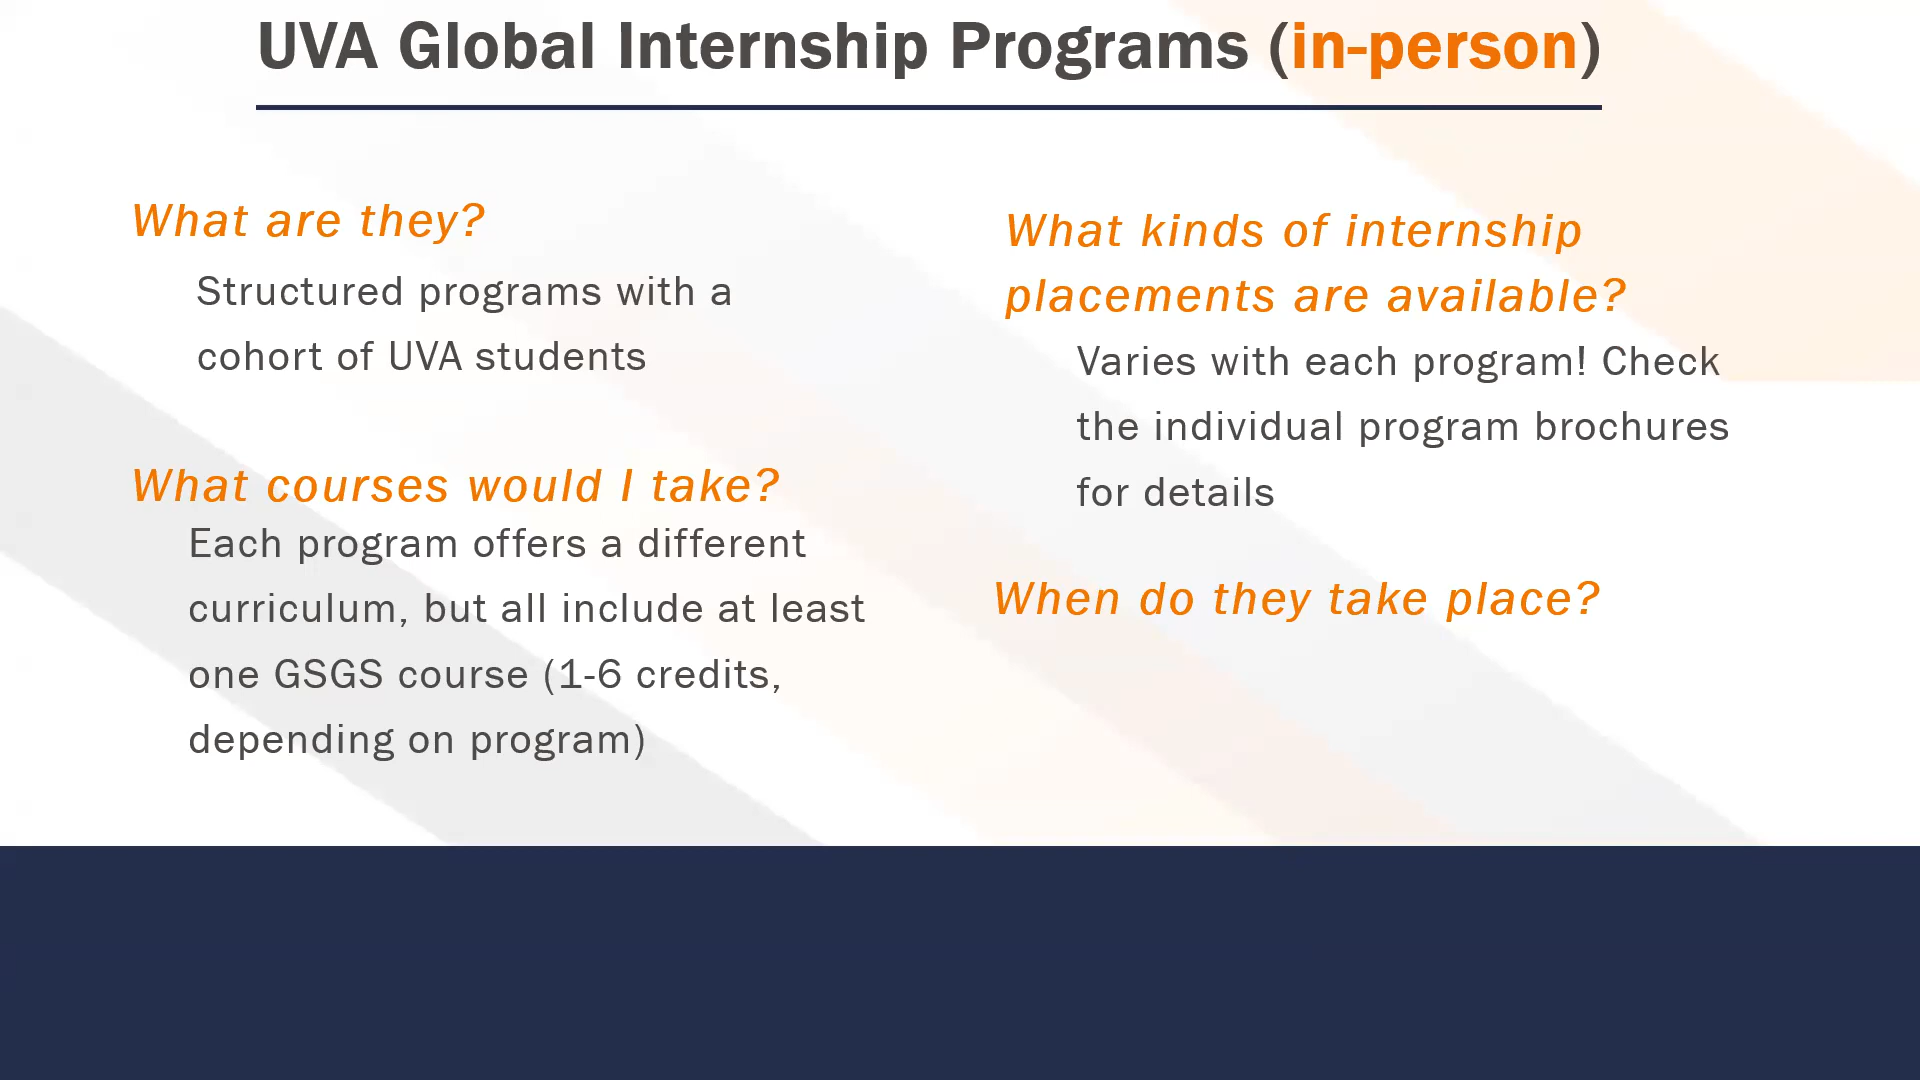 UVA Global Internship Programs (in-person)
What are they?
Structured programs with a
cohort of UVA students
What courses would I take?
Each program offers a different
curriculum, but all include at least
one GSGS course (1-6 credits,
depending on program)
What kinds of internship
placements are available?
Varies with each program! Check
the individual program brochures
for details
When do they take place?